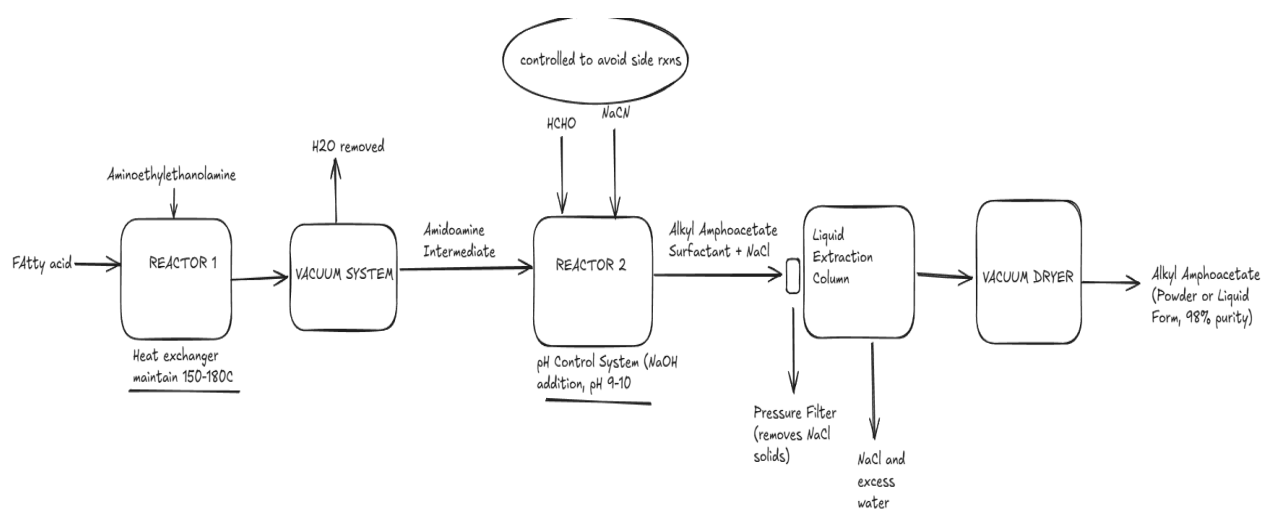 controlled to avoid side rxns
HCHO
NaCN
H2O removed
Aminoethylethanolamine
FAtty acid
REACTOR 1
Heat exchanger
maintain 150-180C
VACUUM SYSTEM
Amidoamine
Intermediate
REACTOR 2
pH Control System (NaOH
addition, pH 9-10
Alkyl Amphoacetate
Surfactant + NaCl
Liquid
Extraction
Column
Pressure Filter
(removes NaCl
solids)
NaCl and
excess
water
VACUUM DRYER
Alkyl Amphoacetate
(Powder or Liquid
Form, 98% purity)